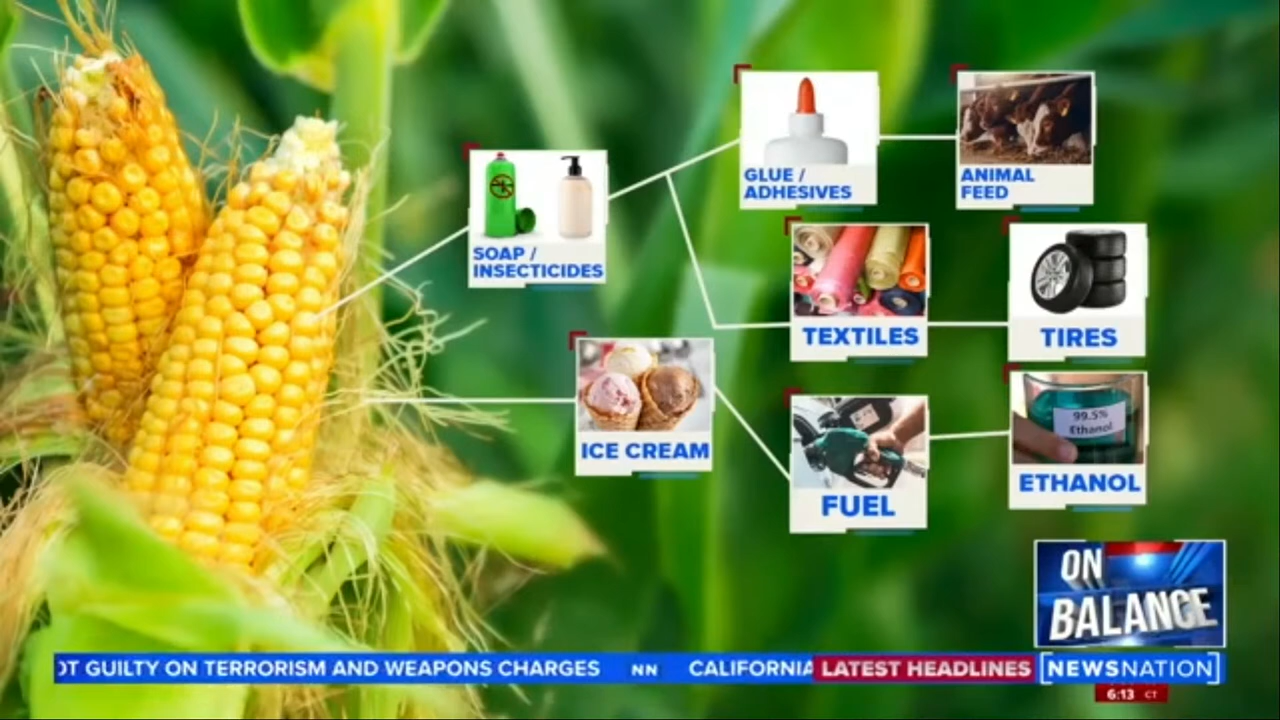 GLUE /
ADHESIVES
ANIMAL
FEED
SOAP /
INSECTICIDES
TEXTILES
TIRES
ICE CREAM
FUEL
99.5%
Ethanol
ETHANOL
ON
BALANCE
OT GUILTY ON TERRORISM AND WEAPONS CHARGES NN CALIFORNIA LATEST HEADLINES NEWSNATION
6:13 CT